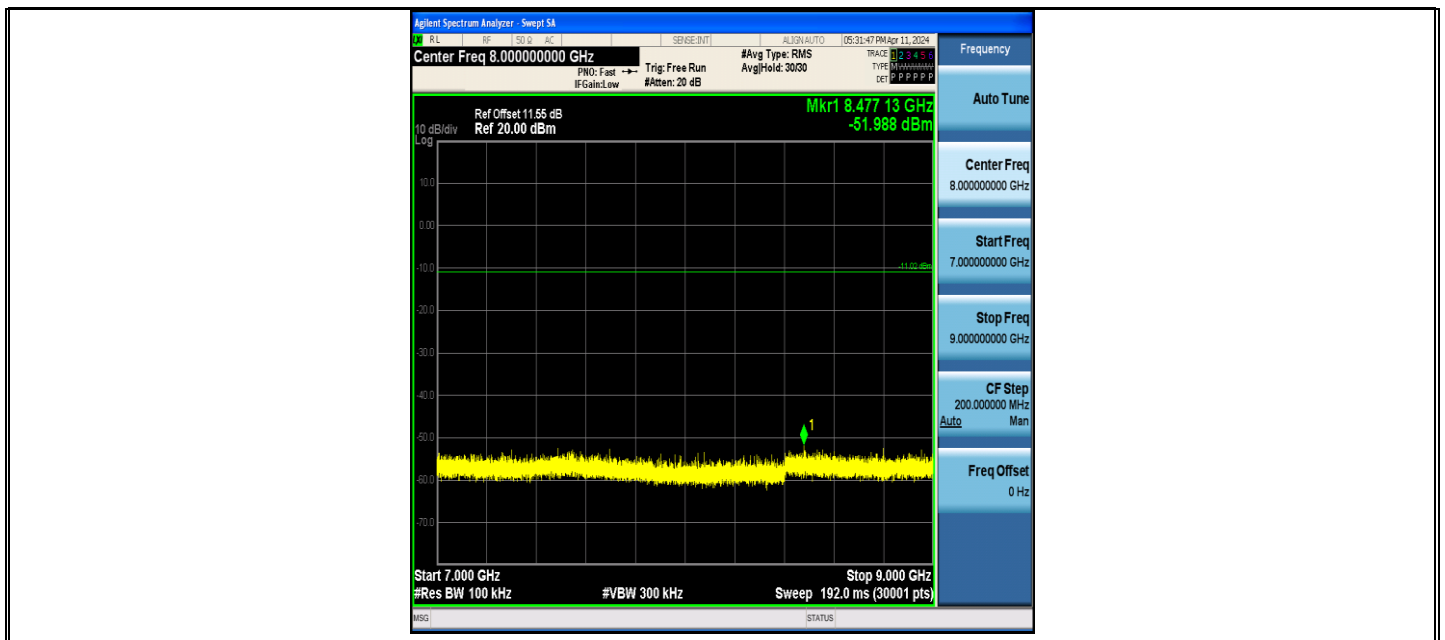 Agilent Spectrum Analyzer - Swept SA
RL RF 50 Ω AC SENSE:INT ALIGN AUTO 05:31:47 PM Apr 11, 2024
Center Freq 8.000000000 GHz
PNO: Fast
IFGain:Low
Trig: Free Run
#Atten: 20 dB
#Avg Type: RMS
Avg|Hold: 30/30
TRACE 1 2 3 4 5 6
TYPE M
DET P P P P P P
Ref Offset 11.55 dB
10 dB/div Ref 20.00 dBm
Log
Mkr1 8.477 13 GHz
-51.988 dBm
10.0
0.00
-10.0
-11.02 dBm
-20.0
-30.0
-40.0
1
-50.0
-60.0
-70.0
Start 7.000 GHz Stop 9.000 GHz
#Res BW 100 kHz #VBW 300 kHz Sweep 192.0 ms (30001 pts)
MSG STATUS
Frequency
Auto Tune
Center Freq
8.000000000 GHz
Start Freq
7.000000000 GHz
Stop Freq
9.000000000 GHz
CF Step
200.000000 MHz
Auto Man
Freq Offset
0 Hz